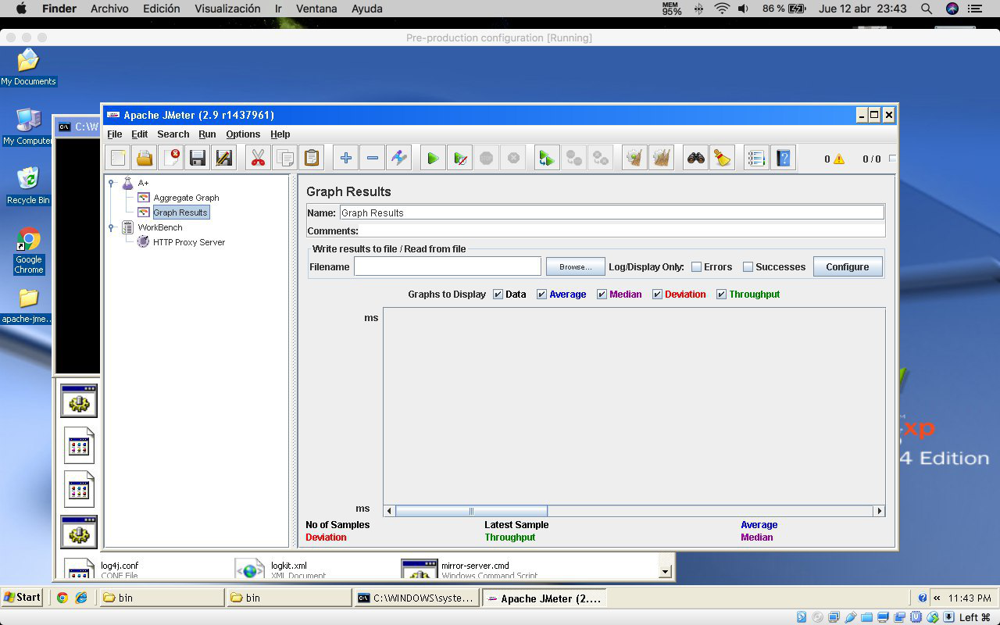 Finder Archivo Edición Visualización Ir Ventana Ayuda MEM 95% 86 % Jue 12 abr 23:43
Pre-production configuration [Running]
My Documents
My Computer
Recycle Bin
Google Chrome
apache-jme...
C:\W
Apache JMeter (2.9 r1437961)
File Edit Search Run Options Help
0 0 / 0
A+
Aggregate Graph
Graph Results
WorkBench
HTTP Proxy Server
Graph Results
Name: Graph Results
Comments:
Write results to file / Read from file
Filename Browse... Log/Display Only: Errors Successes Configure
Graphs to Display Data Average Median Deviation Throughput
ms
ms
No of Samples Latest Sample Average
Deviation Throughput Median
xp
4 Edition
log4j.conf logkit.xml mirror-server.cmd
CONF File XML Document Windows Command Script
Start bin bin C:\WINDOWS\syste... Apache JMeter (2.... « 11:43 PM
Left ⌘